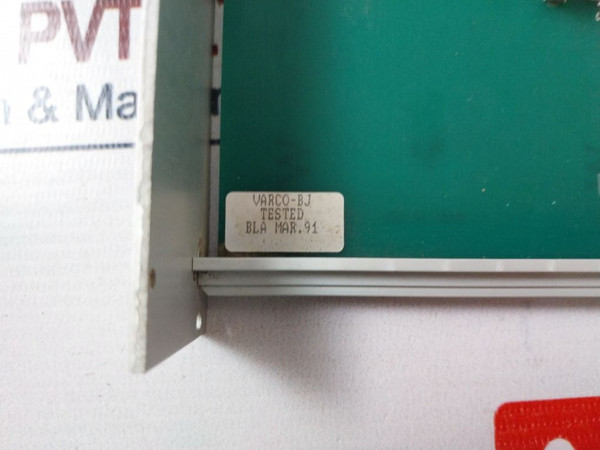 PVT
& Ma
VARCO-BJ
TESTED
BLA MAR.91